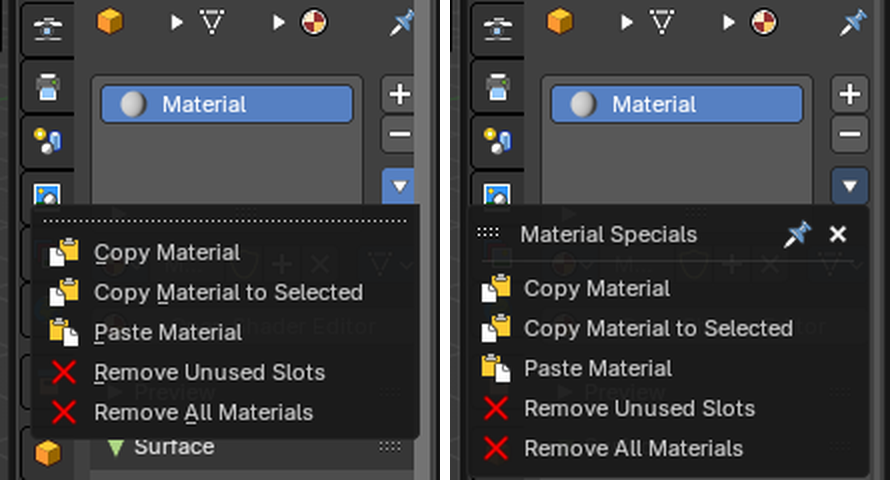 Material
Copy Material
Copy Material to Selected
Paste Material
Remove Unused Slots
Remove All Materials
Preview
Surface
Material
Material Specials
Copy Material
Copy Material to Selected
Paste Material
Remove Unused Slots
Remove All Materials